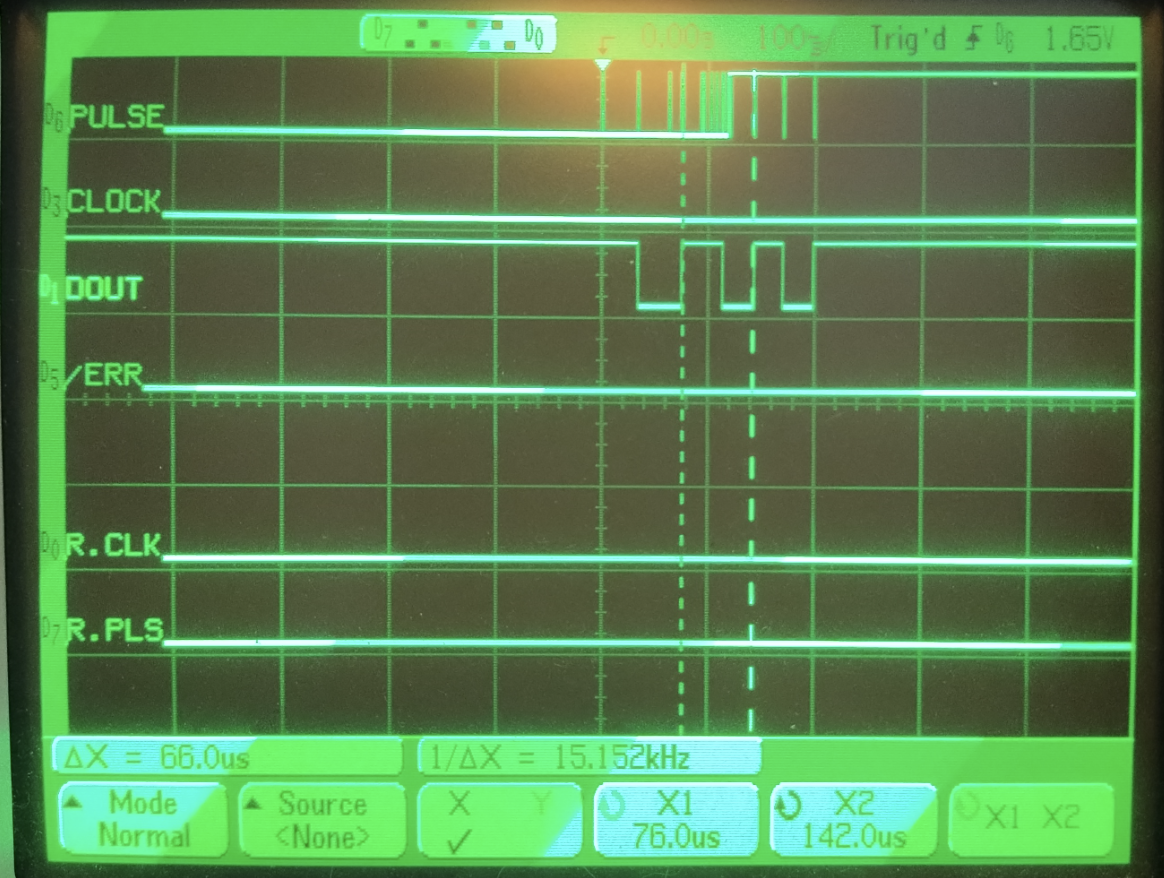 D7 D0 0.00s 100us/ Trig'd D6 1.65V
D6 PULSE
D3 CLOCK
D1 DOUT
D5 /ERR
D0 R.CLK
D7 R.PLS
ΔX = 66.0us 1/ΔX = 15.152kHz
Mode Source X Y X1 X2 X1 X2
Normal <None> ✓ 76.0us 142.0us